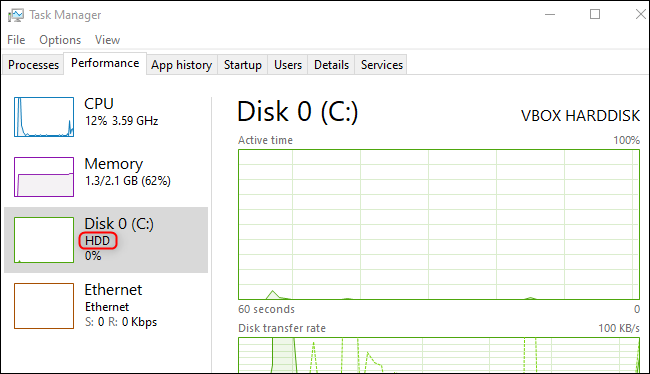 Task Manager
File Options View
Processes Performance App history Startup Users Details Services
CPU
12% 3.59 GHz
Memory
1.3/2.1 GB (62%)
Disk 0 (C:)
HDD
0%
Ethernet
Ethernet
S: 0 R: 0 Kbps
Disk 0 (C:) VBOX HARDDISK
Active time 100%
60 seconds 0
Disk transfer rate 100 KB/s